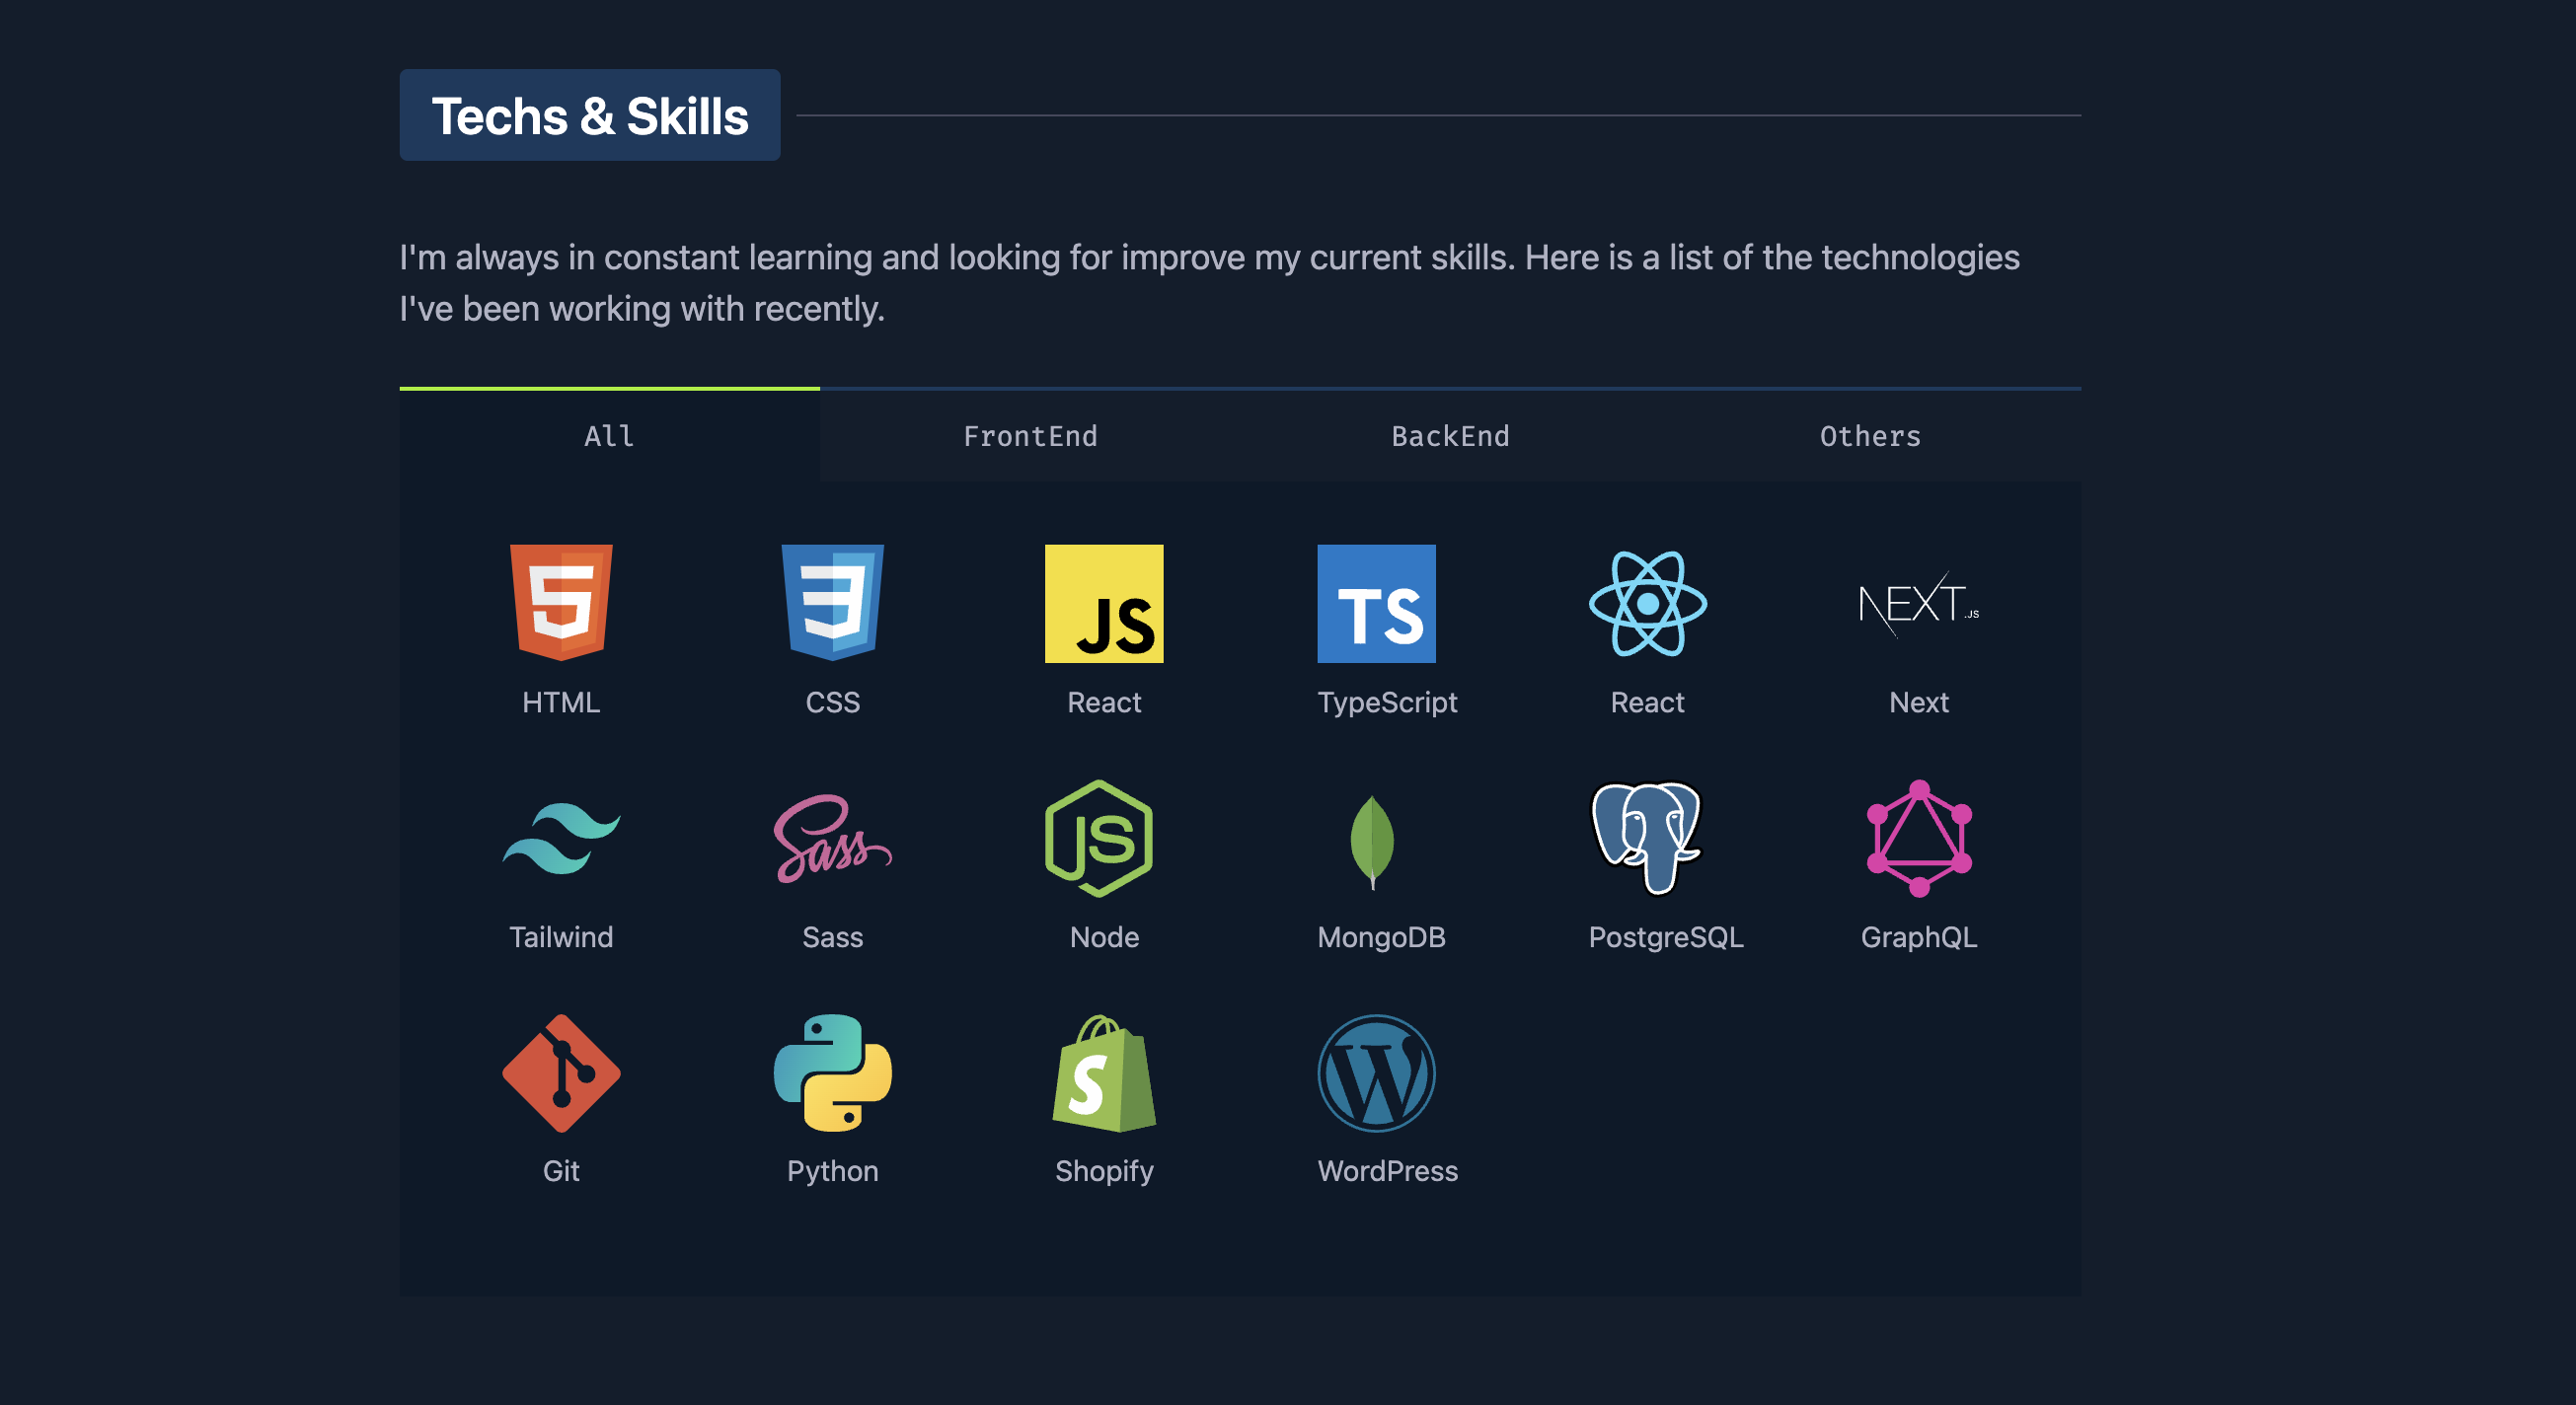 Techs & Skills
I'm always in constant learning and looking for improve my current skills. Here is a list of the technologies
I've been working with recently.
All FrontEnd BackEnd Others
JS TS NEXT.JS
HTML CSS React TypeScript React Next
Sass JS
Tailwind Sass Node MongoDB PostgreSQL GraphQL
Git Python Shopify WordPress